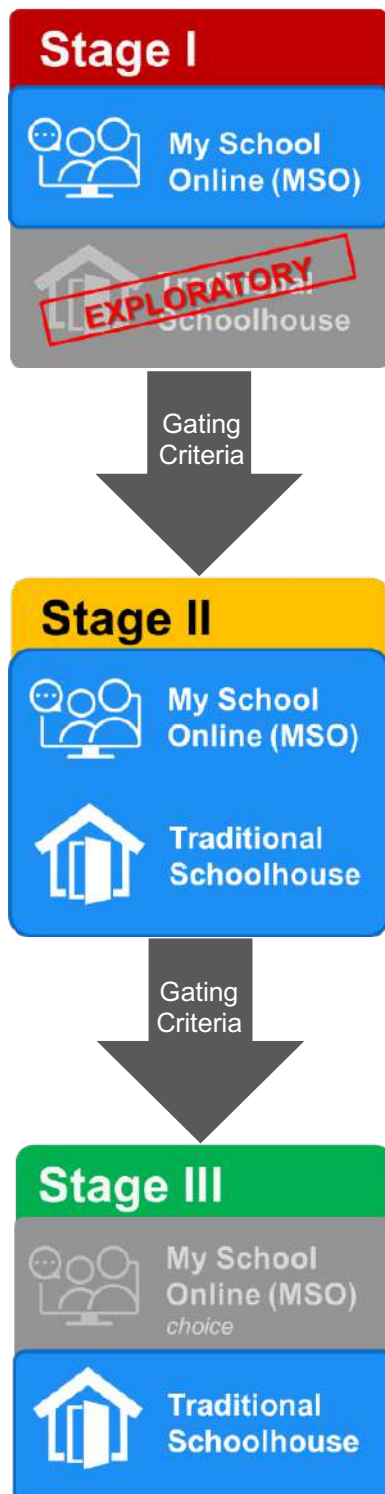 Stage I
My School
Online (MSO)
Traditional
Schoolhouse
EXPLORATORY
Gating
Criteria
Stage II
My School
Online (MSO)
Traditional
Schoolhouse
Gating
Criteria
Stage III
My School
Online (MSO)
choice
Traditional
Schoolhouse